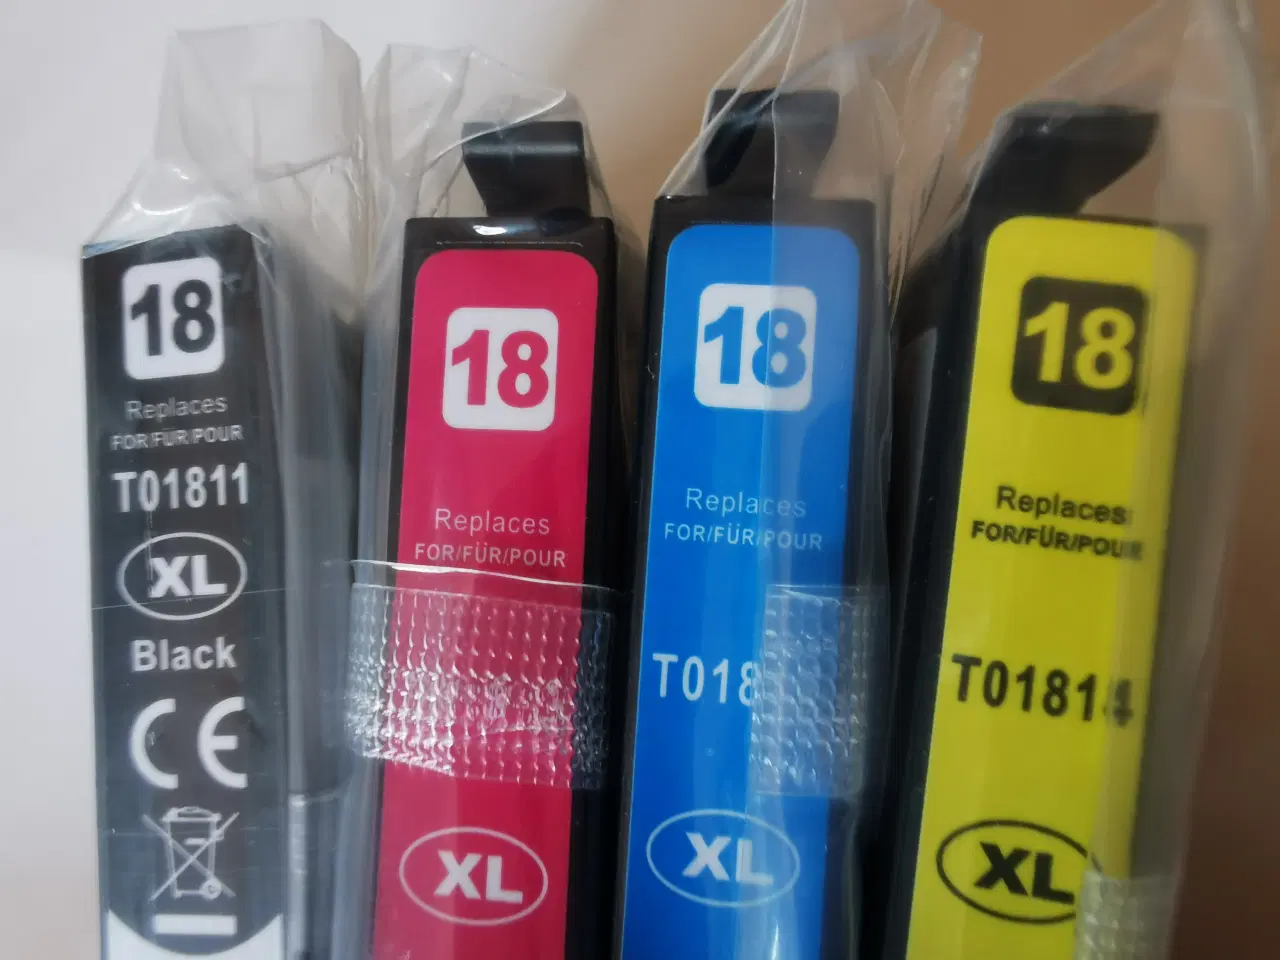 18
Replaces
FOR/FÜR/POUR
T01811
XL
Black
CE
18
Replaces
FOR/FÜR/POUR
XL
18
Replaces
FOR/FÜR/POUR
T018
XL
18
Replaces
FOR/FÜR/POUR
T01814
XL